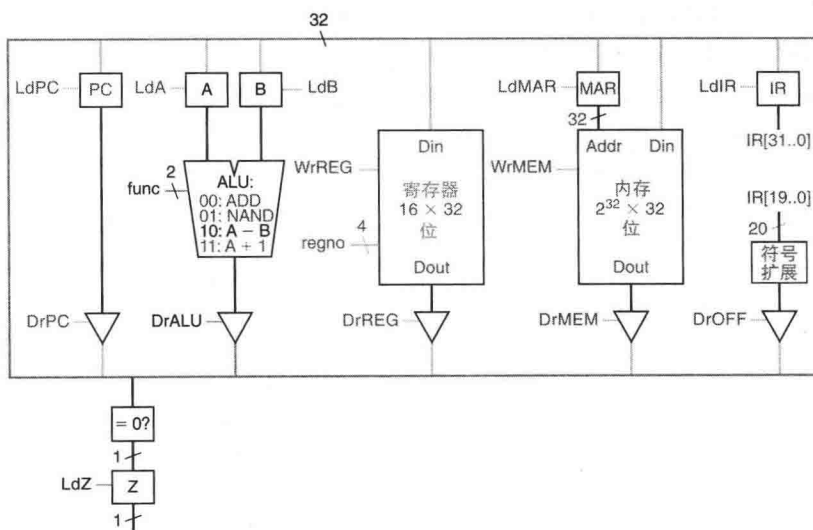 32
LdPC
PC
LdA
A
B
LdB
LdMAR
MAR
LdIR
IR
32
IR[31..0]
Din
Addr
Din
2
func
ALU:
00: ADD
01: NAND
10: A − B
11: A + 1
WrREG
寄存器
16 × 32
位
4
regno
Dout
WrMEM
内存
2^32 × 32
位
Dout
IR[19..0]
20
符号
扩展
DrPC
DrALU
DrREG
DrMEM
DrOFF
= 0?
1
LdZ
Z
1